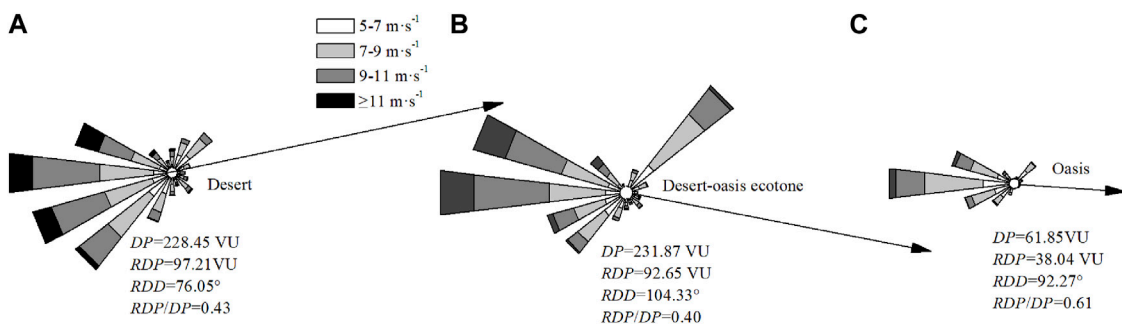 A
5-7 m·s⁻¹
7-9 m·s⁻¹
9-11 m·s⁻¹
≥11 m·s⁻¹
Desert
DP=228.45 VU
RDP=97.21VU
RDD=76.05°
RDP/DP=0.43
B
Desert-oasis ecotone
DP=231.87 VU
RDP=92.65 VU
RDD=104.33°
RDP/DP=0.40
C
Oasis
DP=61.85VU
RDP=38.04 VU
RDD=92.27°
RDP/DP=0.61